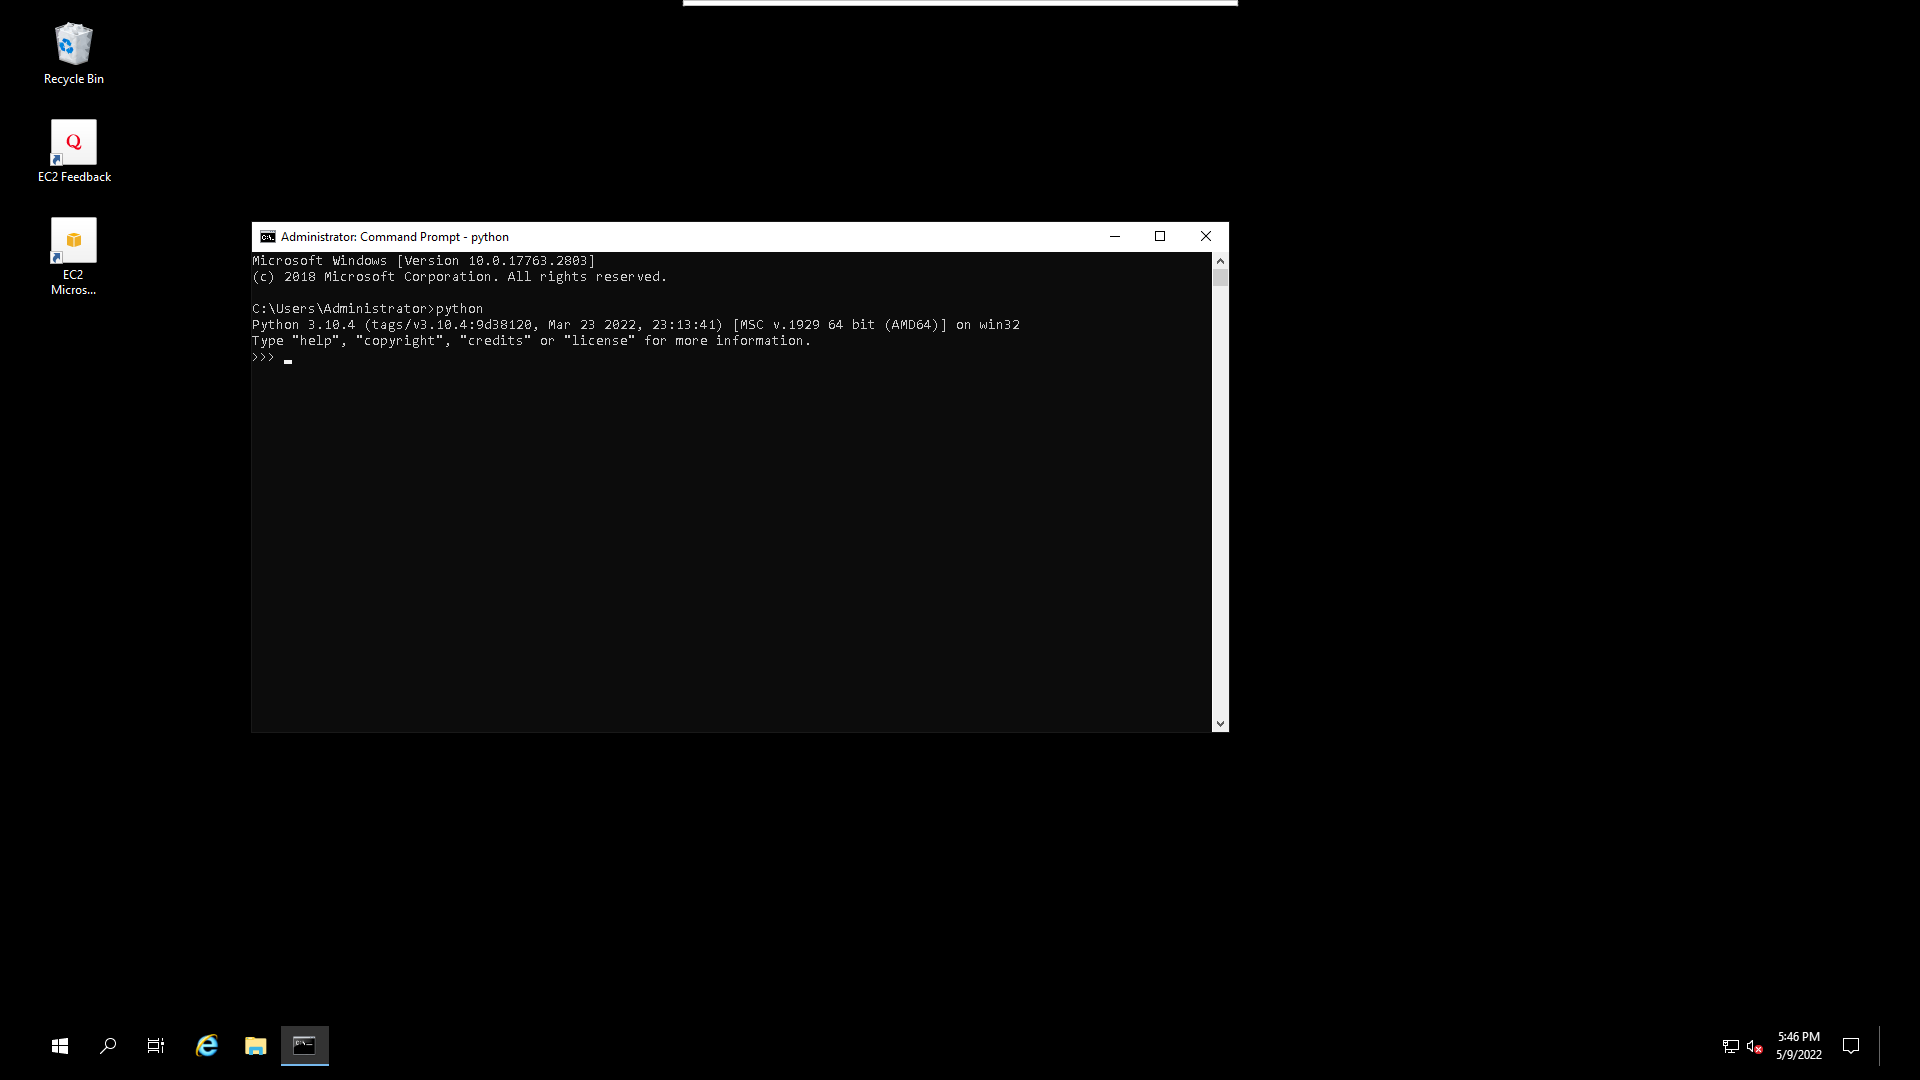 Recycle Bin
Q
EC2 Feedback
EC2
Micros...
Administrator: Command Prompt - python
Microsoft Windows [Version 10.0.17763.2803]
(c) 2018 Microsoft Corporation. All rights reserved.
C:\Users\Administrator>python
Python 3.10.4 (tags/v3.10.4:9d38120, Mar 23 2022, 23:13:41) [MSC v.1929 64 bit (AMD64)] on win32
Type "help", "copyright", "credits" or "license" for more information.
>>> _
5:46 PM
5/9/2022